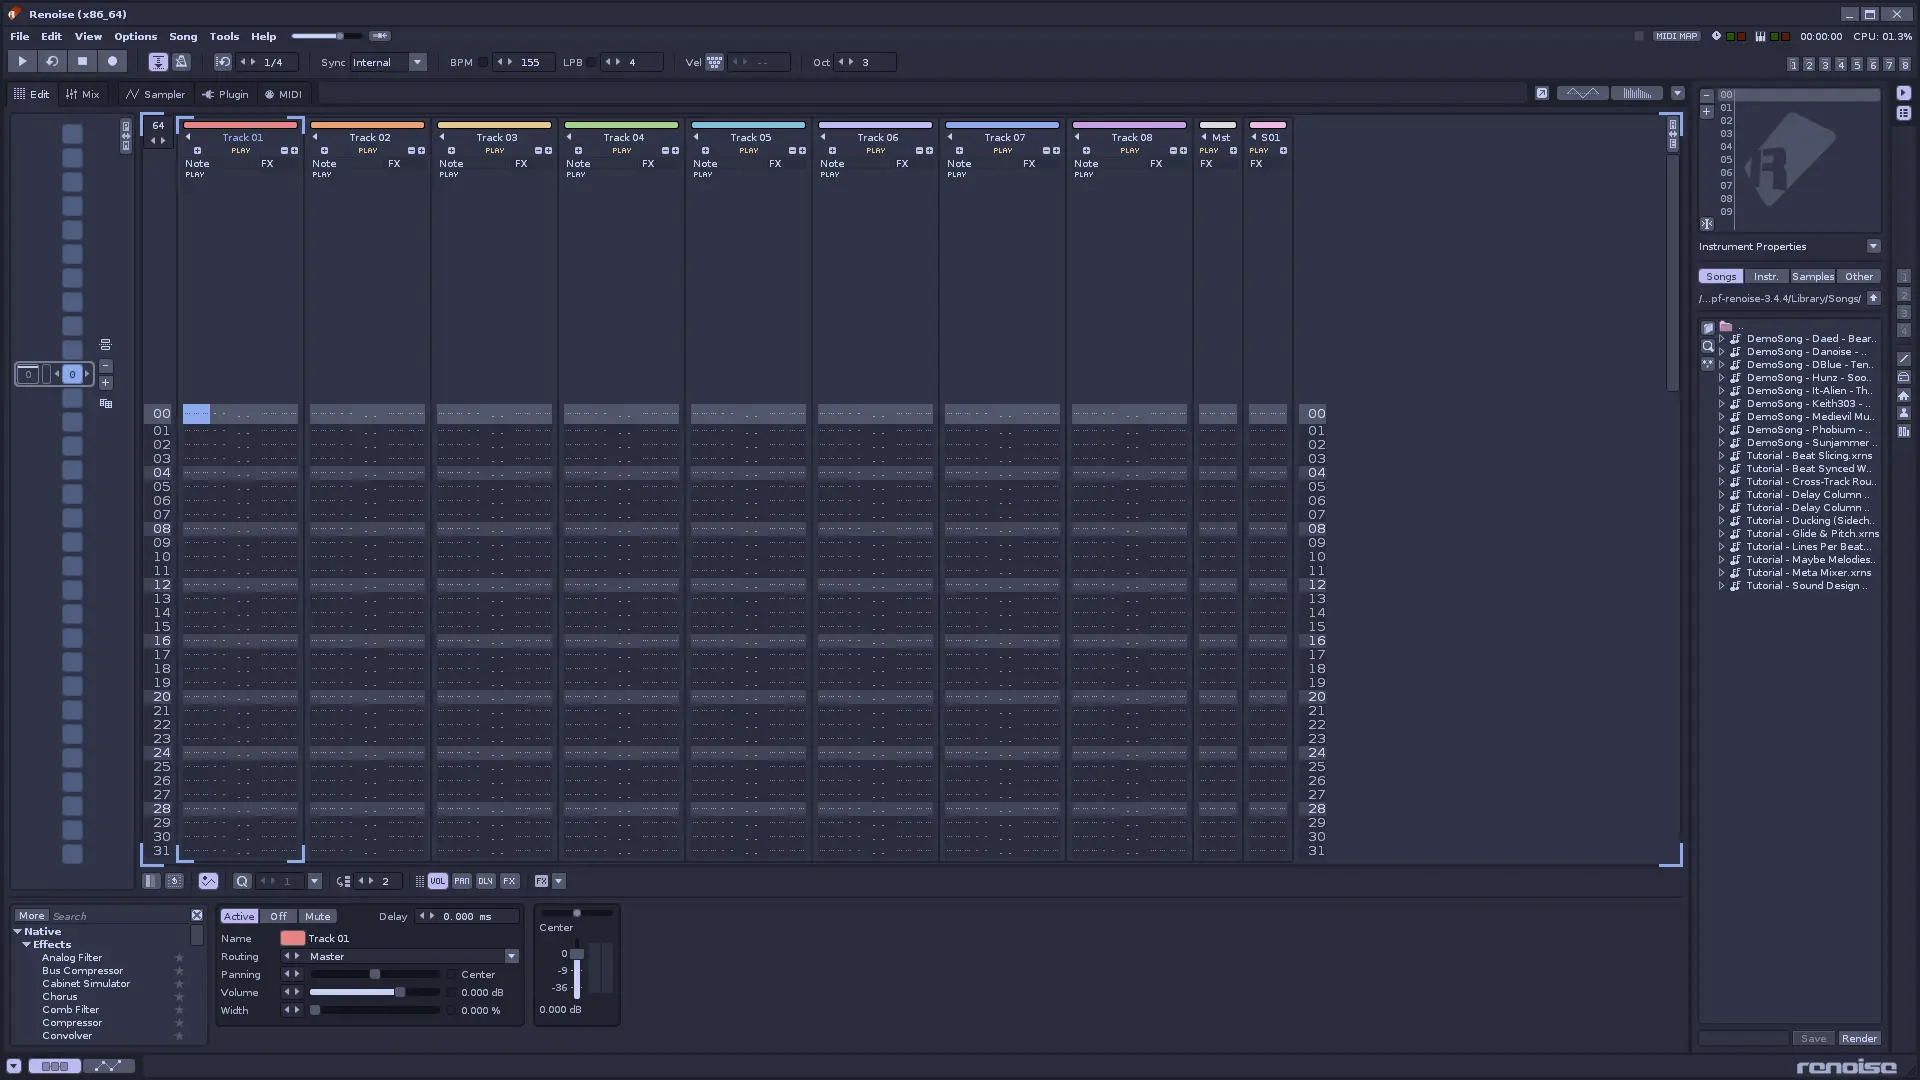 Renoise (x86_64)
File Edit View Options Song Tools Help
MIDI MAP 00:00:00 CPU: 01.3%
1/4 Sync Internal BPM 155 LPB 4 Vel -- Oct 3
1 2 3 4 5 6 7 8
Edit Mix Sampler Plugin MIDI
64
Track 01 Track 02 Track 03 Track 04 Track 05 Track 06 Track 07 Track 08 Mst S01
PLAY PLAY PLAY PLAY PLAY PLAY PLAY PLAY PLAY PLAY
Note FX Note FX Note FX Note FX Note FX Note FX Note FX Note FX FX FX
PLAY PLAY PLAY PLAY PLAY PLAY PLAY PLAY
0 0
00 00
01 01
02 02
03 03
04 04
05 05
06 06
07 07
08 08
09 09
10 10
11 11
12 12
13 13
14 14
15 15
16 16
17 17
18 18
19 19
20 20
21 21
22 22
23 23
24 24
25 25
26 26
27 27
28 28
29 29
30 30
31 31
Q 1 2 VOL PAN DLY FX FX
More Search
Native
Effects
Analog Filter
Bus Compressor
Cabinet Simulator
Chorus
Comb Filter
Compressor
Convolver
Active Off Mute Delay 0.000 ms
Name Track 01
Routing Master
Panning Center
Volume 0.000 dB
Width 0.000 %
Center
0
-9
-36
0.000 dB
00
01
02
03
04
05
06
07
08
09
Instrument Properties
Songs Instr. Samples Other
/...pf-renoise-3.4.4/Library/Songs/
..
DemoSong - Daed - Bear..
DemoSong - Danoise - ..
DemoSong - DBlue - Ten..
DemoSong - Hunz - Soo..
DemoSong - It-Alien - Th..
DemoSong - Keith303 - ..
DemoSong - Medievil Mu..
DemoSong - Phobium - ..
DemoSong - Sunjammer ..
Tutorial - Beat Slicing.xrns
Tutorial - Beat Synced W..
Tutorial - Cross-Track Rou..
Tutorial - Delay Column ..
Tutorial - Delay Column ..
Tutorial - Ducking (Sidech..
Tutorial - Glide & Pitch.xrns
Tutorial - Lines Per Beat...
Tutorial - Maybe Melodies..
Tutorial - Meta Mixer.xrns
Tutorial - Sound Design ..
1
2
3
4
Save Render
renoise